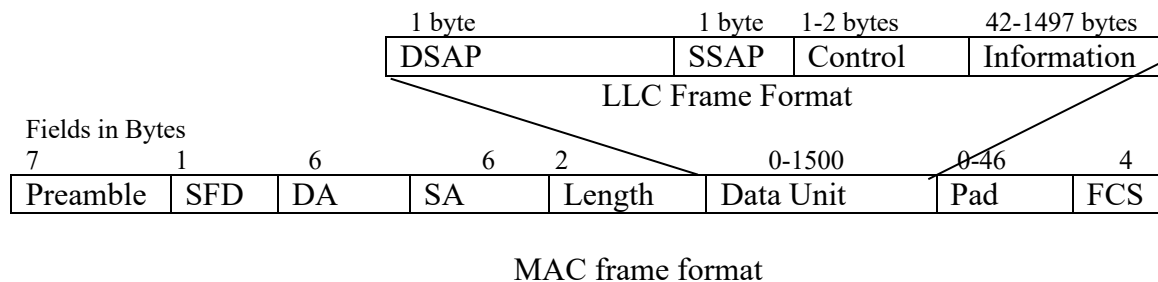 1 byte 1 byte 1-2 bytes 42-1497 bytes
DSAP SSAP Control Information
LLC Frame Format
Fields in Bytes
7 1 6 6 2 0-1500 0-46 4
Preamble SFD DA SA Length Data Unit Pad FCS
MAC frame format